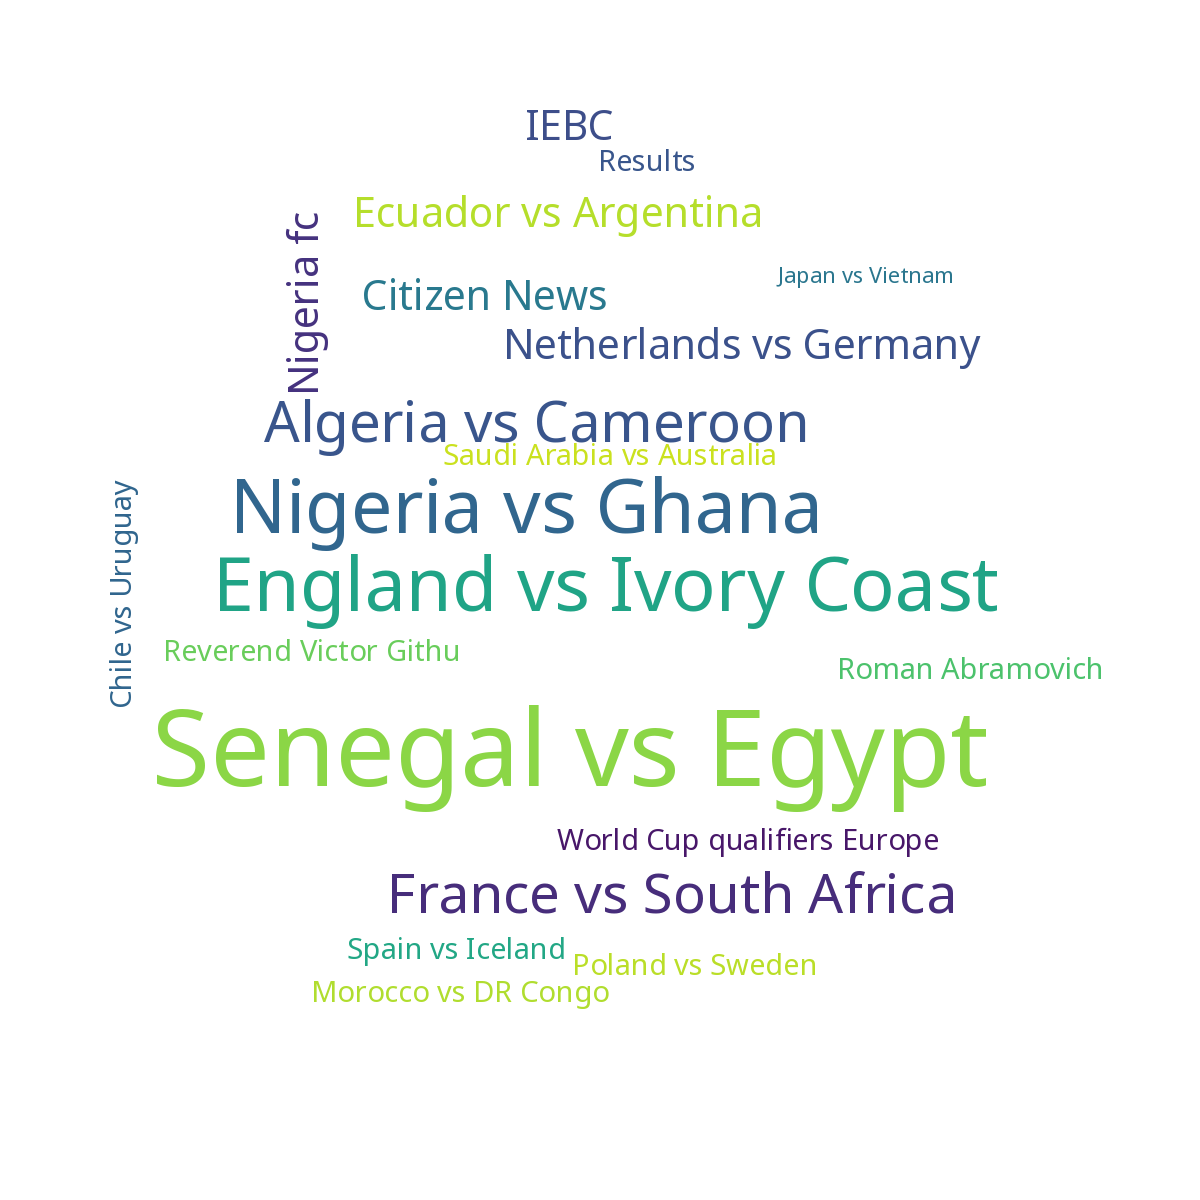 IEBC
Results
Ecuador vs Argentina
Nigeria fc
Japan vs Vietnam
Citizen News
Netherlands vs Germany
Algeria vs Cameroon
Saudi Arabia vs Australia
Nigeria vs Ghana
Chile vs Uruguay
England vs Ivory Coast
Reverend Victor Githu
Roman Abramovich
Senegal vs Egypt
World Cup qualifiers Europe
France vs South Africa
Spain vs Iceland
Poland vs Sweden
Morocco vs DR Congo